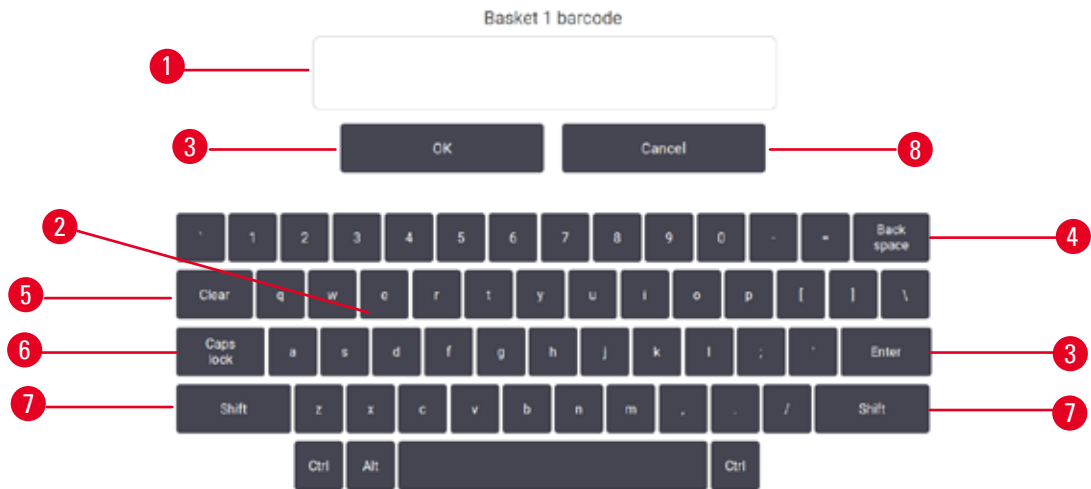 Basket 1 barcode
1
3 OK Cancel 8
2
` 1 2 3 4 5 6 7 8 9 0 - = Back space 4
5 Clear q w e r t y u i o p [ ] \
6 Caps lock a s d f g h j k l ; ' Enter 3
7 Shift z x c v b n m , . / Shift 7
Ctrl Alt Ctrl